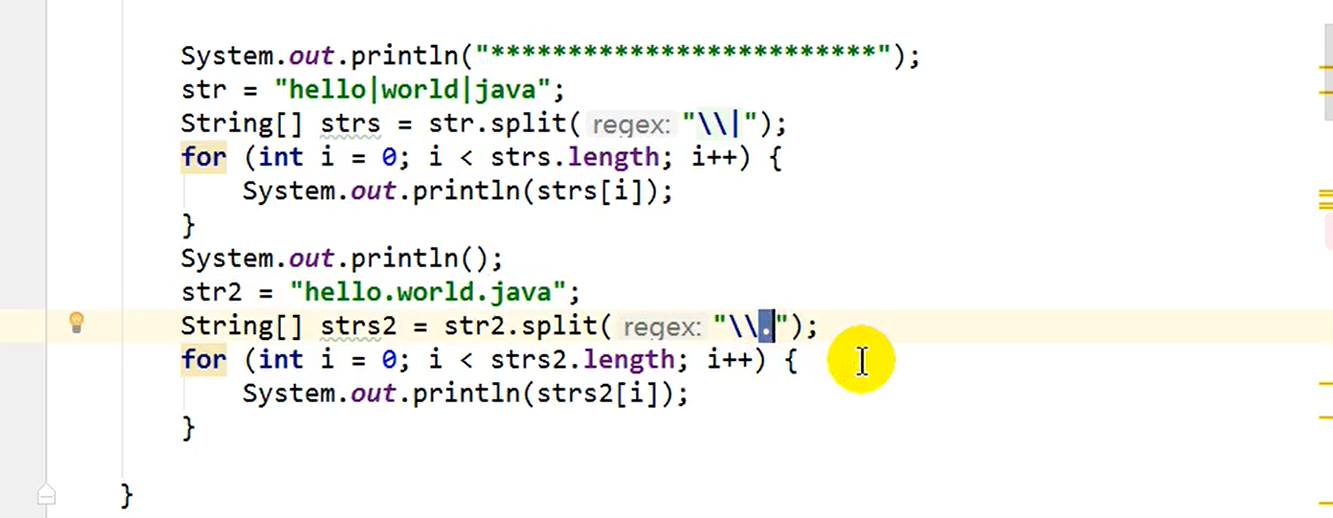 System.out.println("*************************");
str = "hello|world|java";
String[] strs = str.split( regex: "\\|");
for (int i = 0; i < strs.length; i++) {
System.out.println(strs[i]);
}
System.out.println();
str2 = "hello.world.java";
String[] strs2 = str2.split( regex: "\\.");
for (int i = 0; i < strs2.length; i++) {
System.out.println(strs2[i]);
}
}